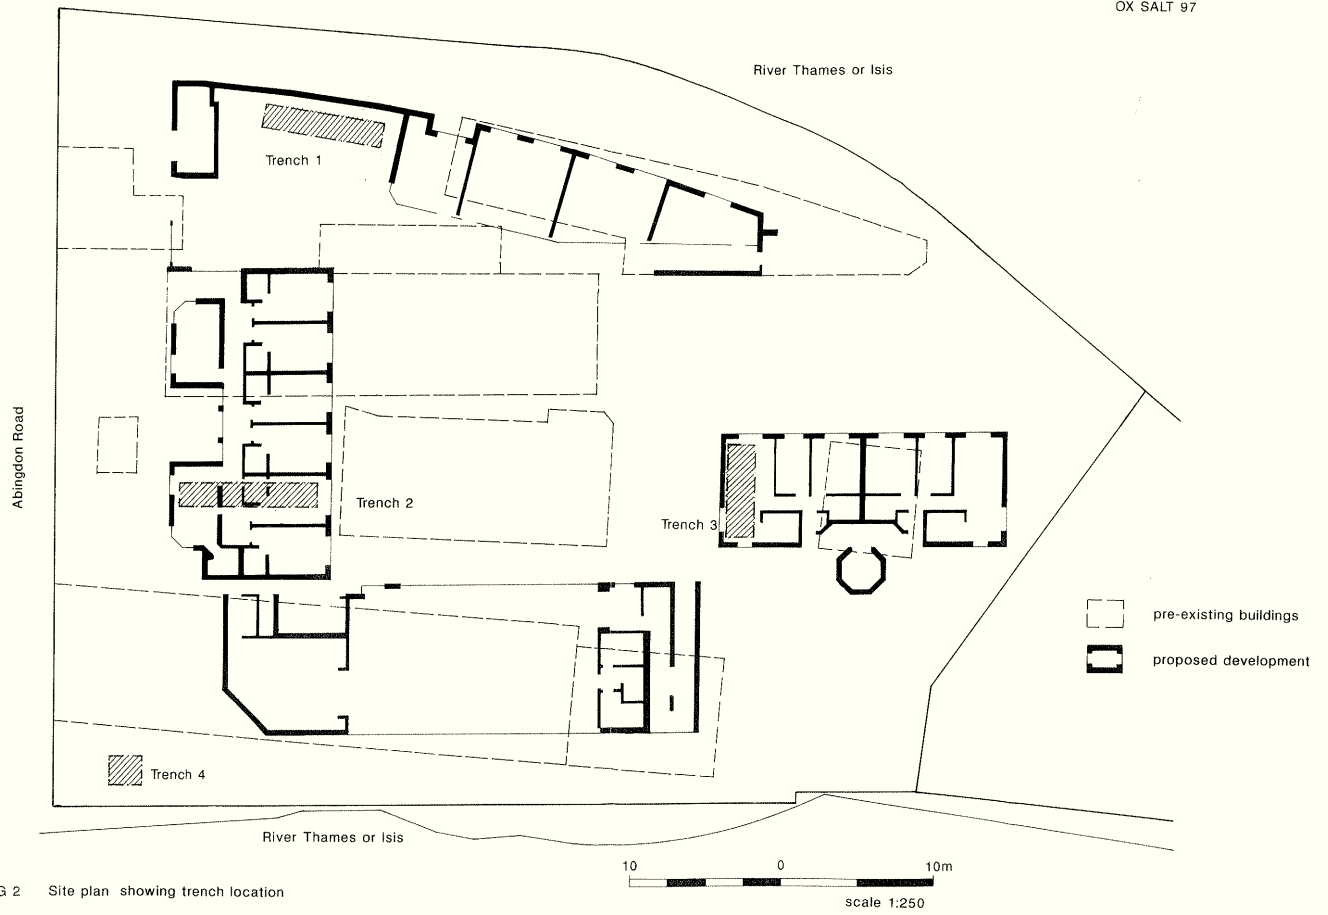 OX SALT 97
River Thames or Isis
Trench 1
Abingdon Road
Trench 2
Trench 3
pre-existing buildings
proposed development
Trench 4
River Thames or Isis
10 0 10m
scale 1:250
G 2 Site plan showing trench location